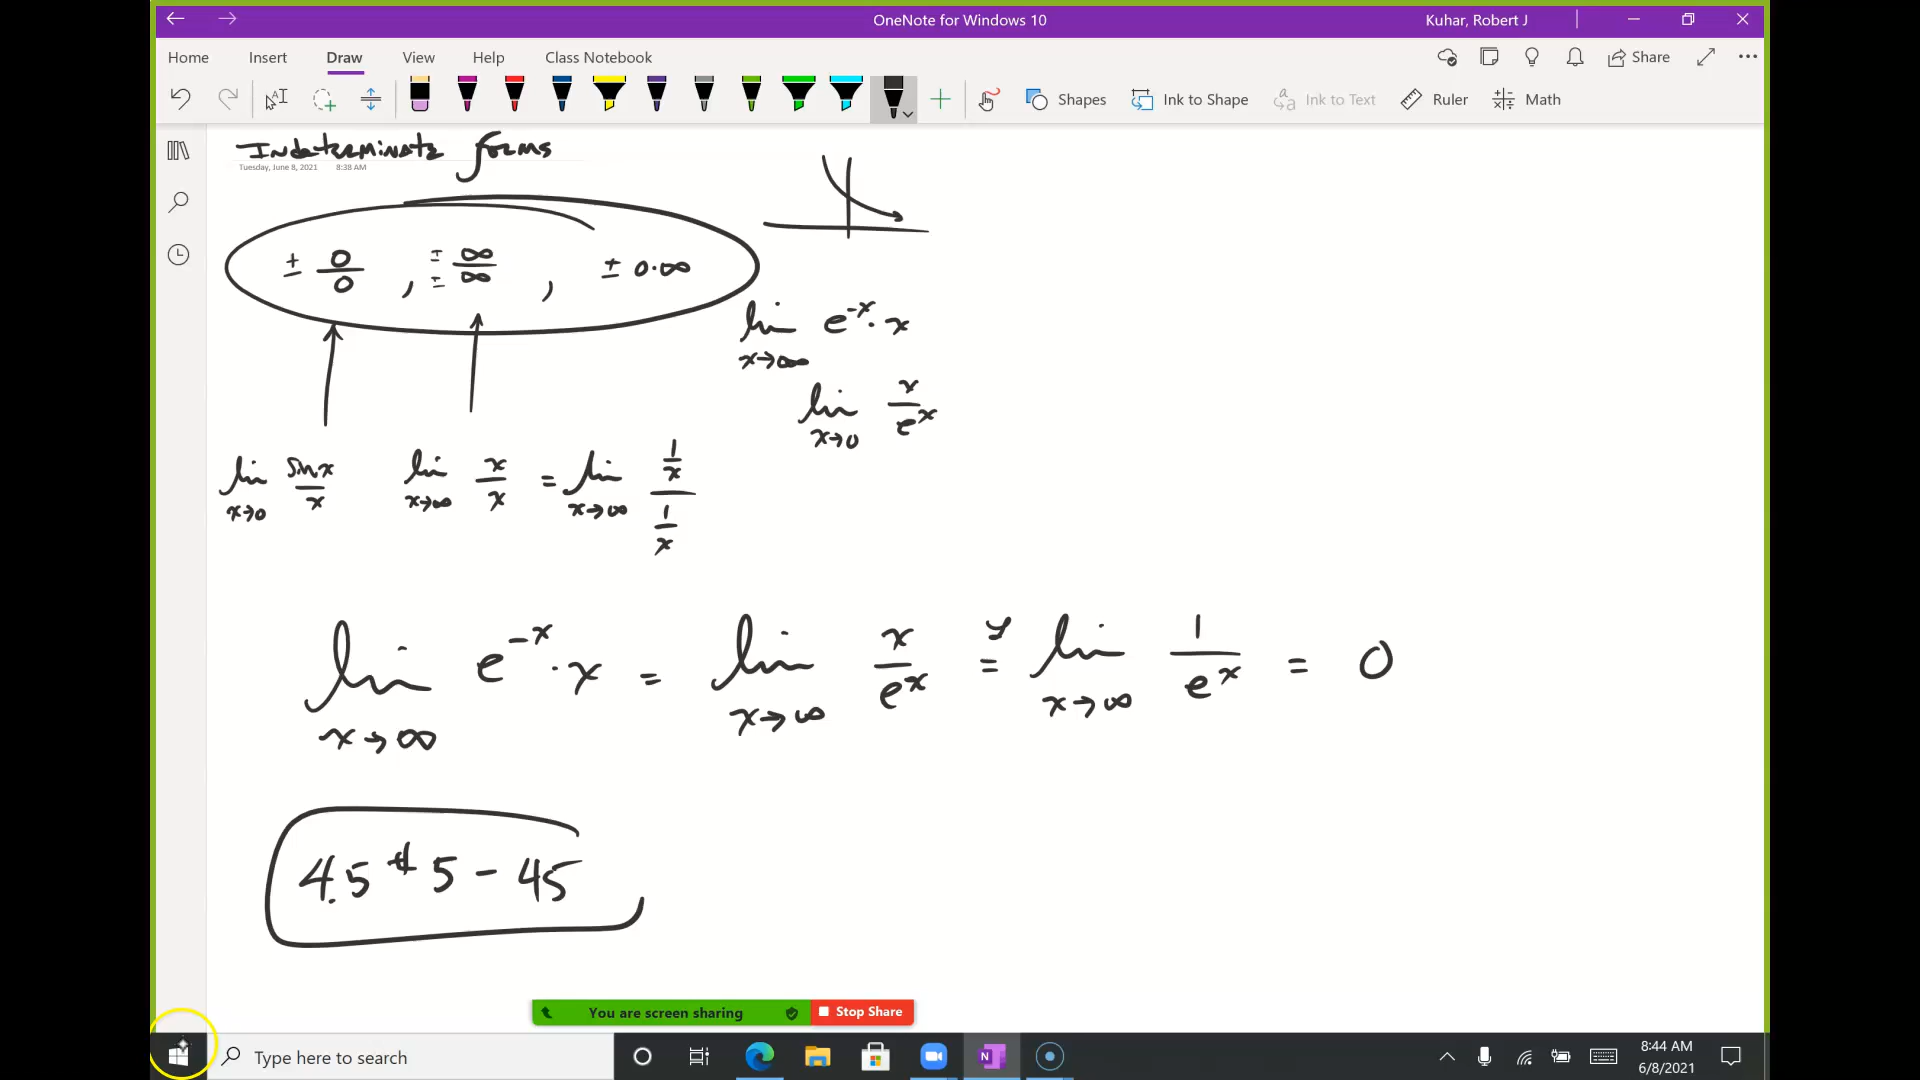 OneNote for Windows 10
Kuhar, Robert J
Home Insert Draw View Help Class Notebook
Share
Shapes Ink to Shape Ink to Text Ruler Math
Indeterminate forms
Tuesday, June 8, 2021 8:38 AM
± 0/0 , ±∞/±∞ , ± 0·∞
lim x→∞ e^-x · x
lim x→0 x/e^x
lim x→0 sin x/x
lim x→∞ x/x = lim x→∞ (1/x)/(1/x)
lim x→∞ e^-x · x = lim x→∞ x/e^x = lim x→∞ 1/e^x = 0
4.5 # 5 - 45
You are screen sharing Stop Share
Type here to search
N
8:44 AM
6/8/2021